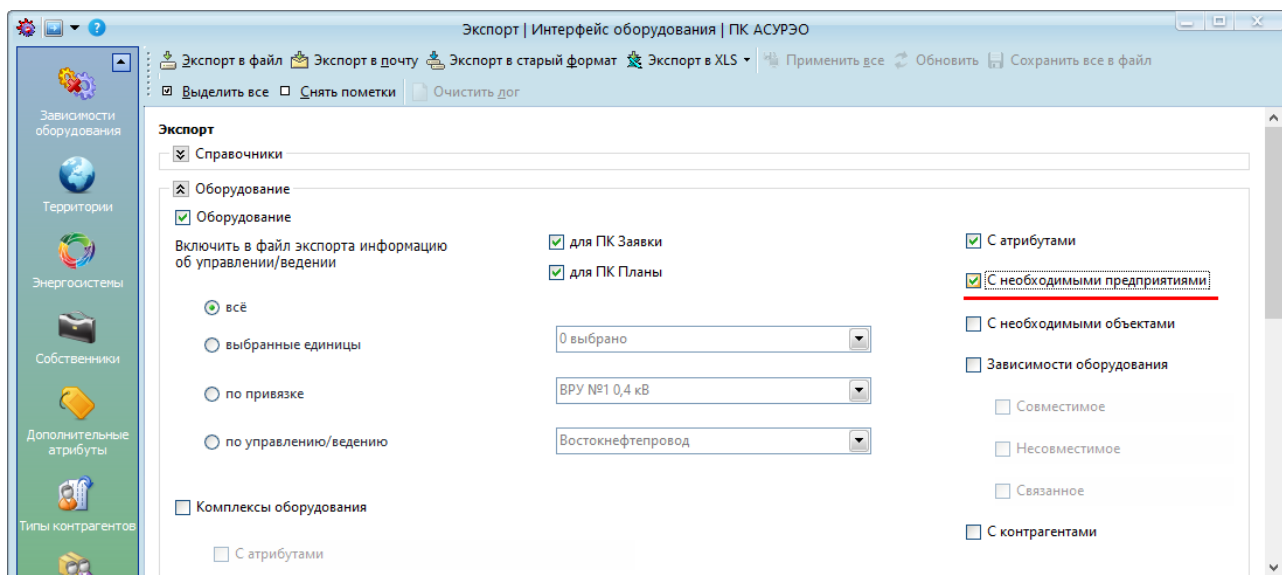 Экспорт | Интерфейс оборудования | ПК АСУРЭО
Экспорт в файл Экспорт в почту Экспорт в старый формат Экспорт в XLS Применить все Обновить Сохранить все в файл
Выделить все Снять пометки Очистить лог
Зависимости
оборудования
Территории
Энергосистемы
Собственники
Дополнительные
атрибуты
Типы контрагентов
Экспорт
Справочники
Оборудование
Оборудование
Включить в файл экспорта информацию
об управлении/ведении
для ПК Заявки
для ПК Планы
С атрибутами
С необходимыми предприятиями
всё
выбранные единицы
0 выбрано
С необходимыми объектами
Зависимости оборудования
по привязке
ВРУ №1 0,4 кВ
Совместимое
по управлению/ведению
Востокнефтепровод
Несовместимое
Связанное
Комплексы оборудования
С контрагентами
С атрибутами